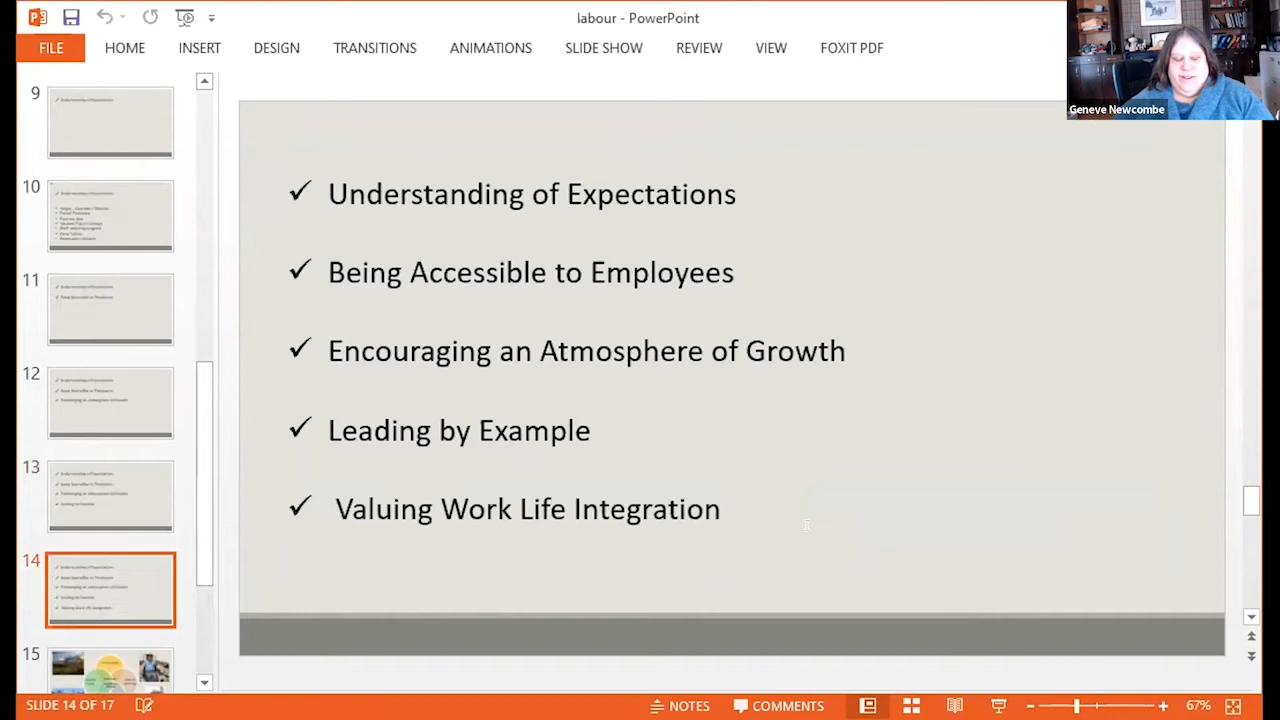 labour - PowerPoint
FILE HOME INSERT DESIGN TRANSITIONS ANIMATIONS SLIDE SHOW REVIEW VIEW FOXIT PDF
Geneve Newcombe
9
10
11
12
13
14
15
✓ Understanding of Expectations
✓ Being Accessible to Employees
✓ Encouraging an Atmosphere of Growth
✓ Leading by Example
✓ Valuing Work Life Integration
SLIDE 14 OF 17 NOTES COMMENTS 67%